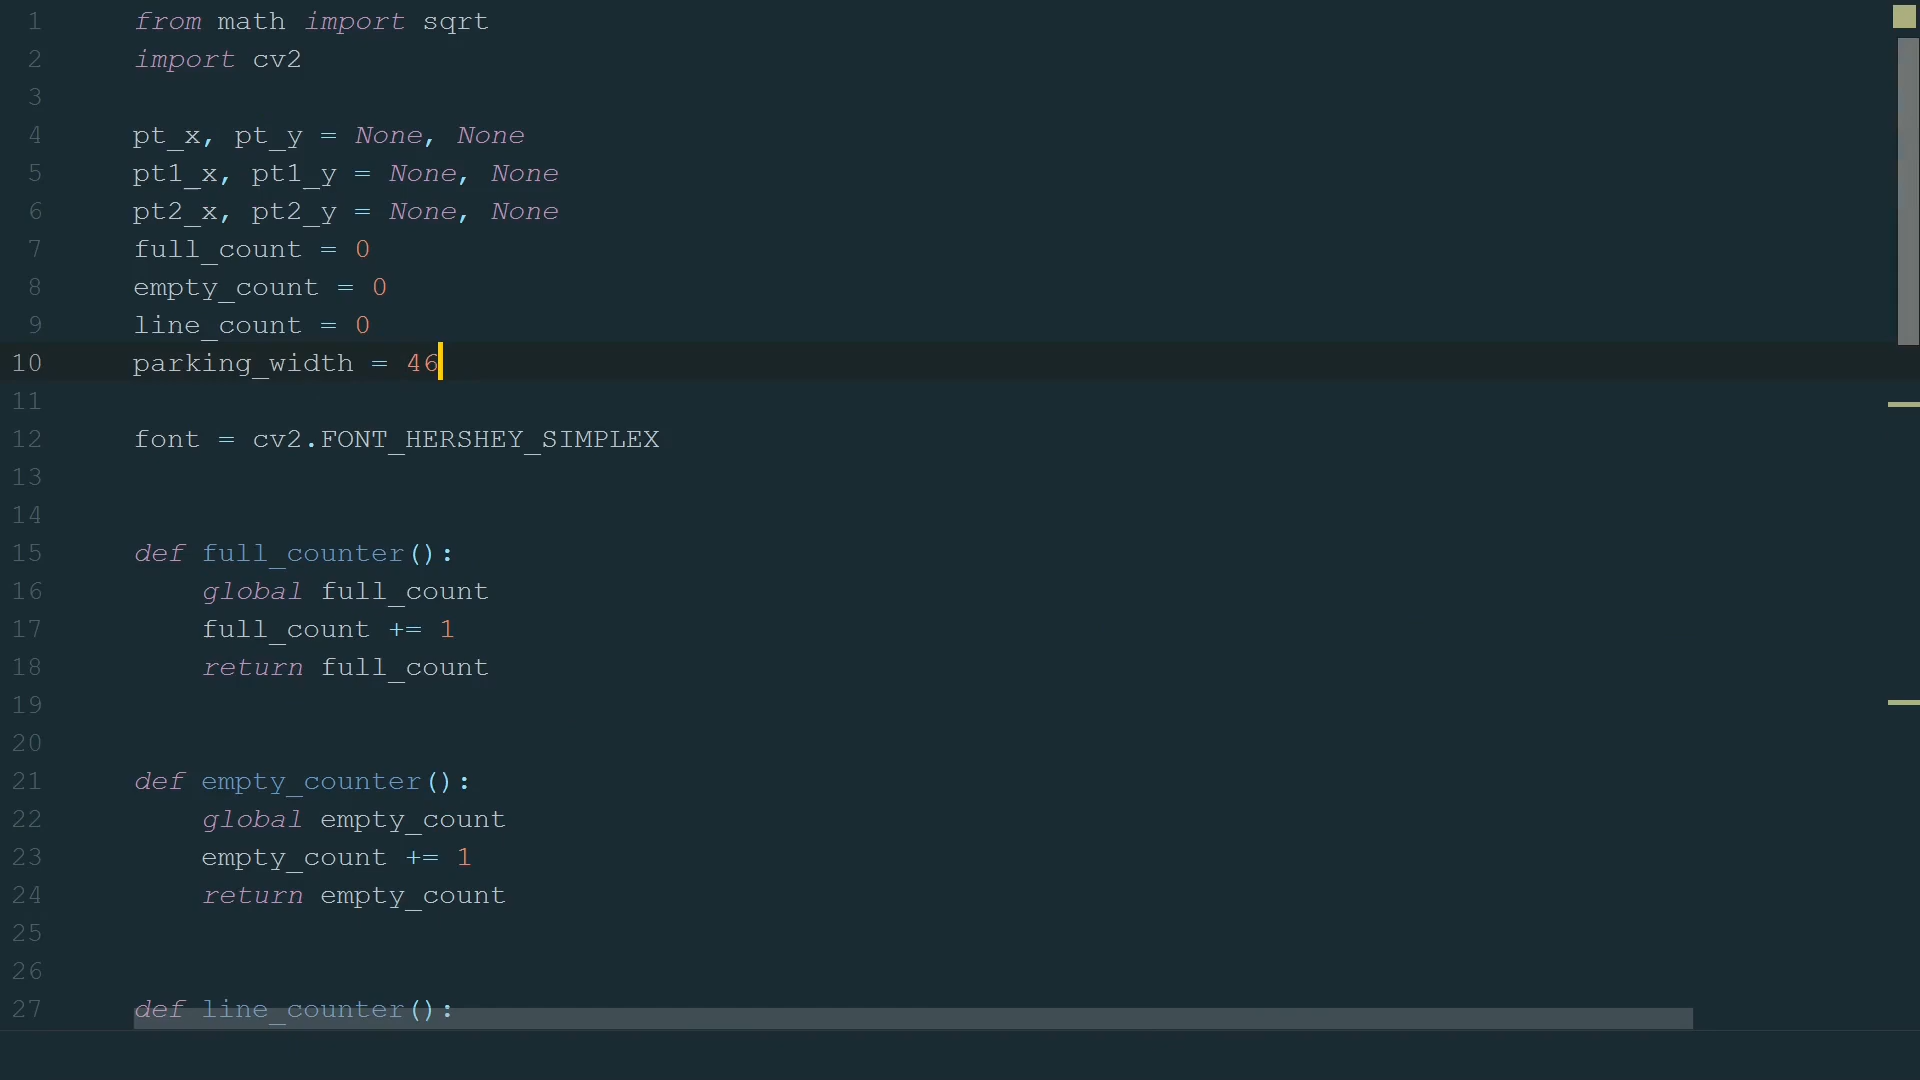 1 from math import sqrt
2 import cv2
3
4 pt_x, pt_y = None, None
5 pt1_x, pt1_y = None, None
6 pt2_x, pt2_y = None, None
7 full_count = 0
8 empty_count = 0
9 line_count = 0
10 parking_width = 46
11
12 font = cv2.FONT_HERSHEY_SIMPLEX
13
14
15 def full_counter():
16     global full_count
17     full_count += 1
18     return full_count
19
20
21 def empty_counter():
22     global empty_count
23     empty_count += 1
24     return empty_count
25
26
27 def line_counter():